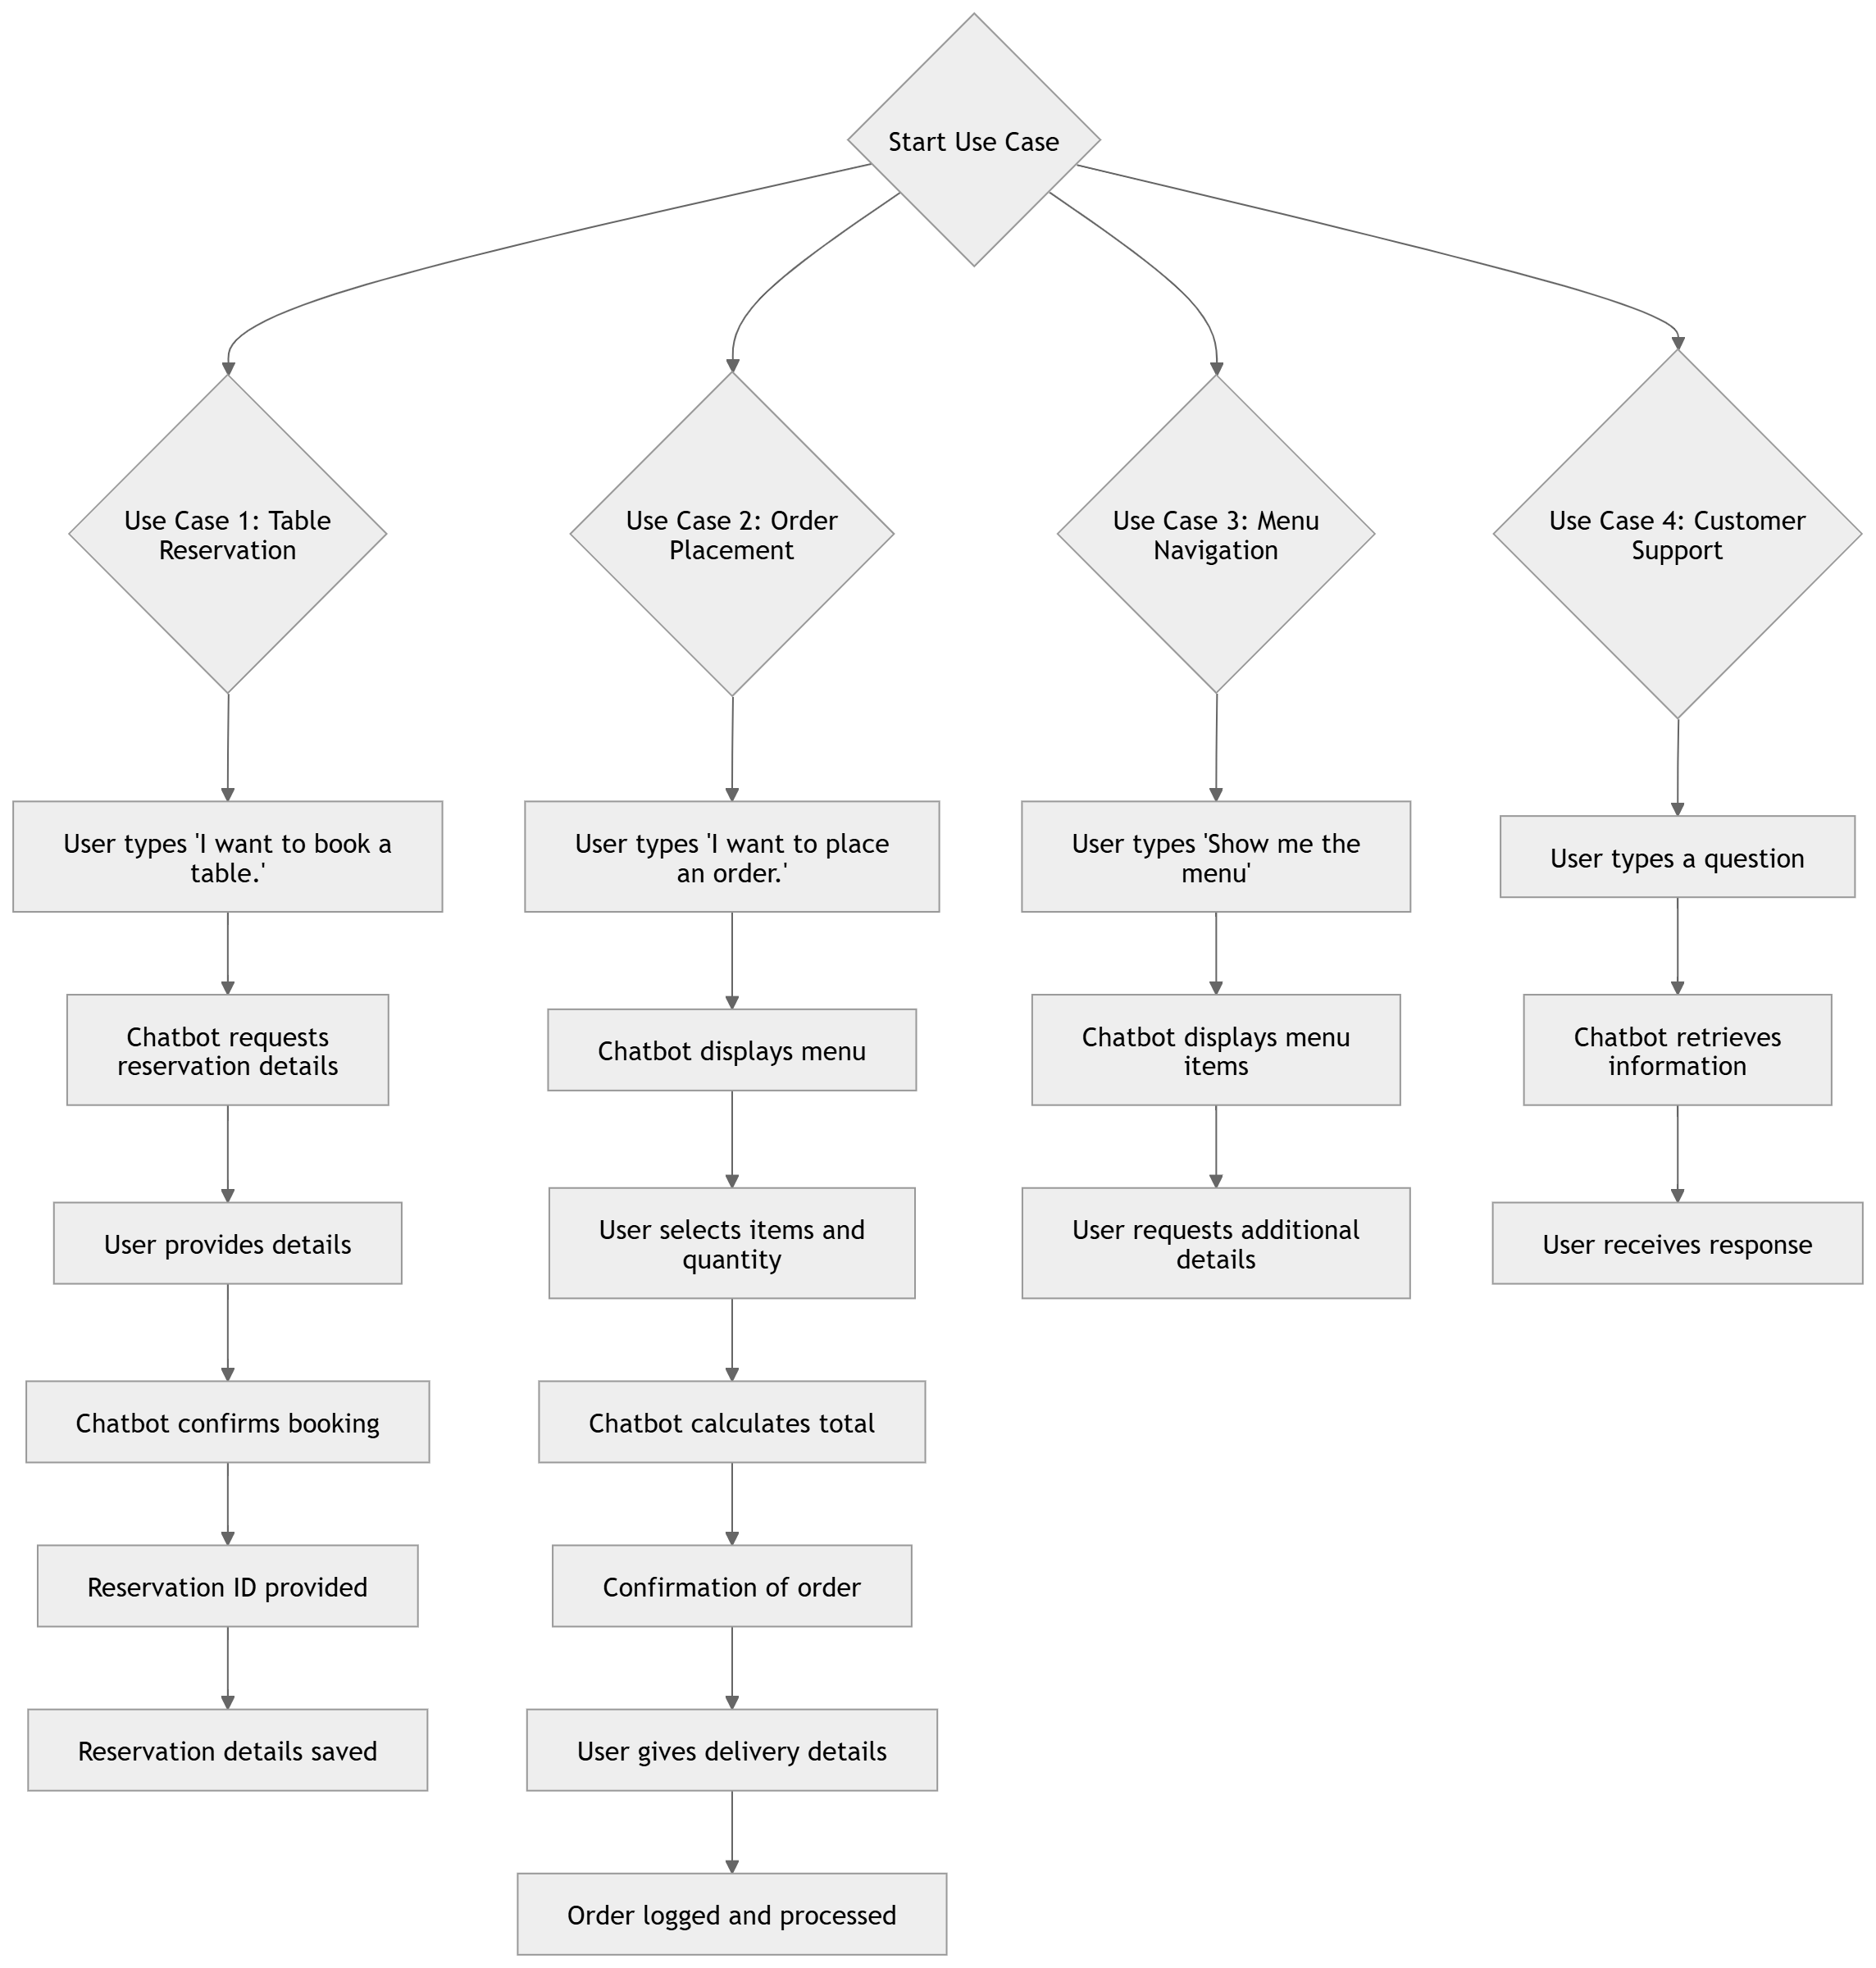 Start Use Case
Use Case 1: Table
Reservation
Use Case 2: Order
Placement
Use Case 3: Menu
Navigation
Use Case 4: Customer
Support
User types 'I want to book a
table.'
User types 'I want to place
an order.'
User types 'Show me the
menu'
User types a question
Chatbot requests
reservation details
Chatbot displays menu
Chatbot displays menu
items
Chatbot retrieves
information
User provides details
User selects items and
quantity
User requests additional
details
User receives response
Chatbot confirms booking
Chatbot calculates total
Reservation ID provided
Confirmation of order
Reservation details saved
User gives delivery details
Order logged and processed